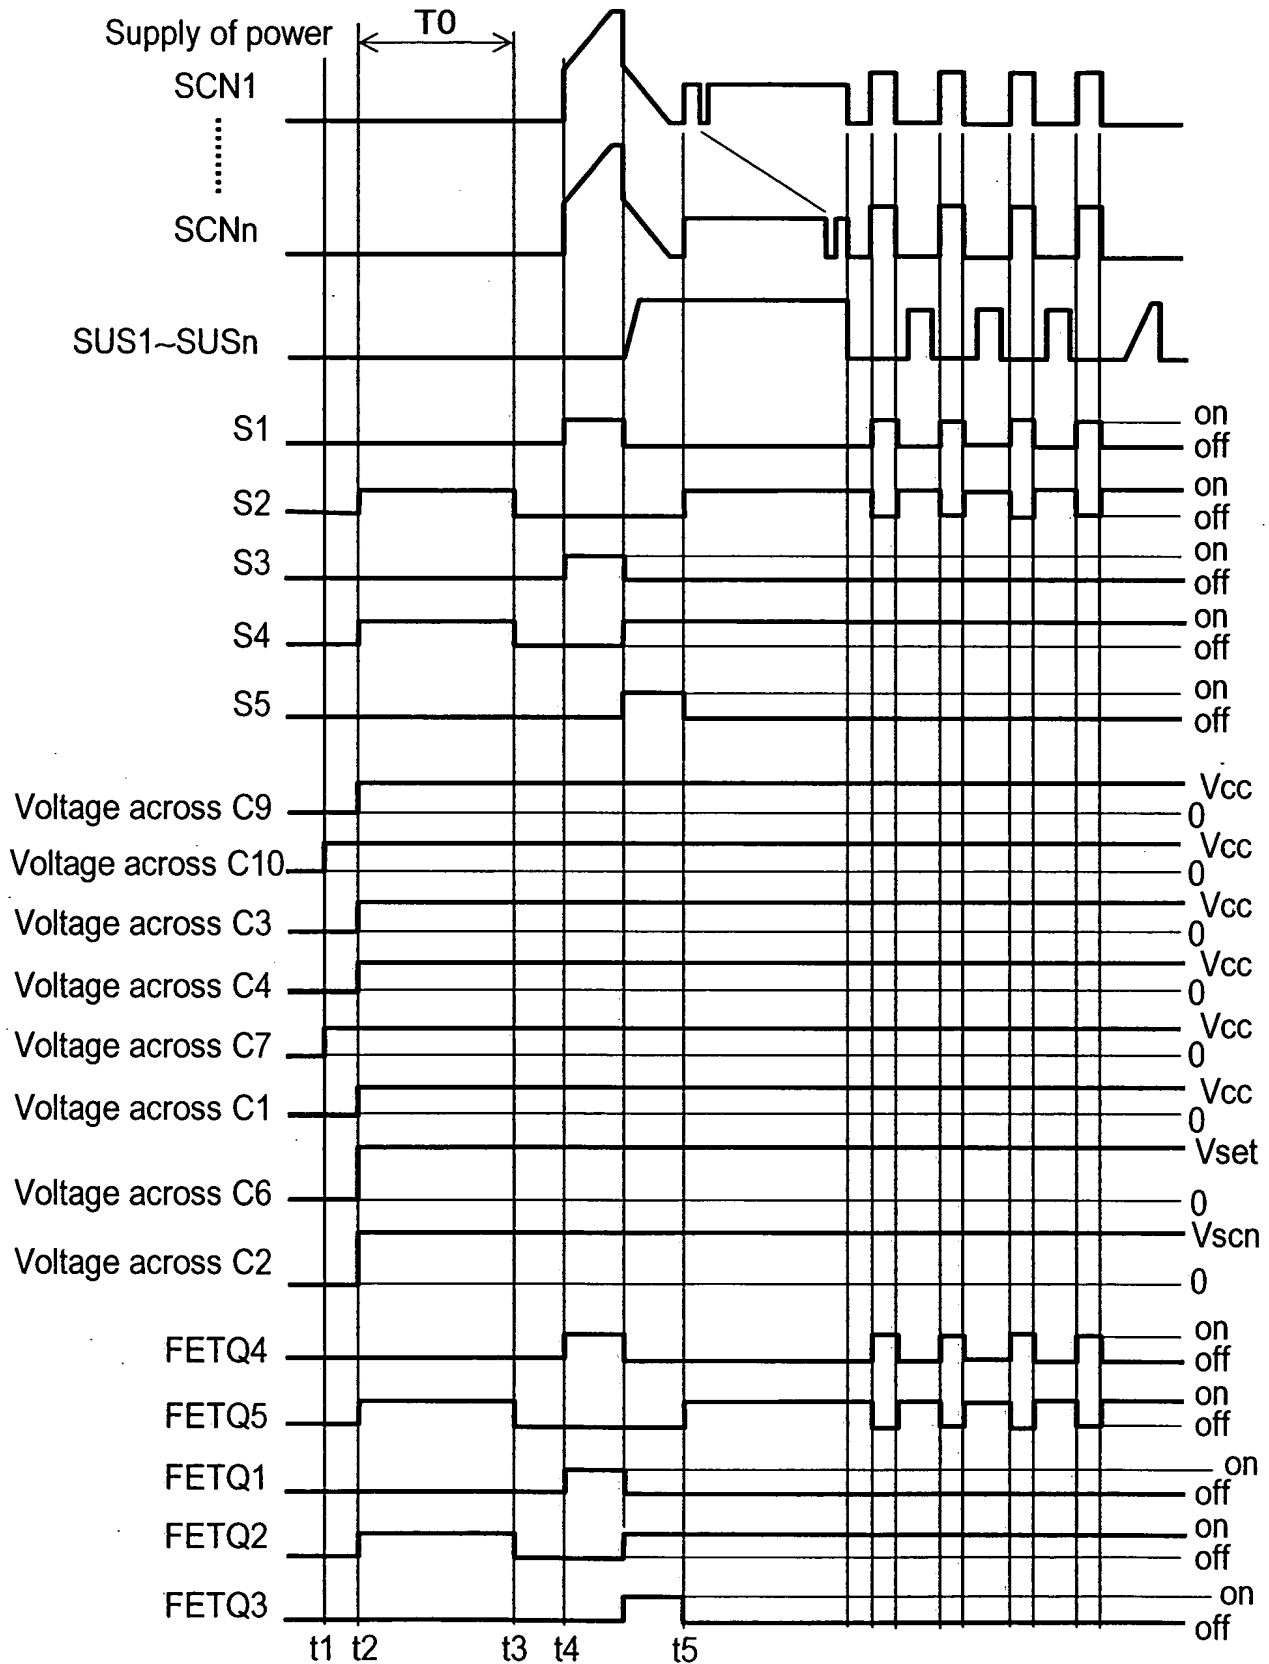 Supply of power
T0
SCN1
SCNn
SUS1~SUSn
S1
on
off
S2
on
off
S3
on
off
S4
on
off
S5
on
off
Voltage across C9
Vcc
0
Voltage across C10
Vcc
0
Voltage across C3
Vcc
0
Voltage across C4
Vcc
0
Voltage across C7
Vcc
0
Voltage across C1
Vcc
0
Voltage across C6
Vset
0
Voltage across C2
Vscn
0
FETQ4
on
off
FETQ5
on
off
FETQ1
on
off
FETQ2
on
off
FETQ3
on
off
t1 t2 t3 t4 t5